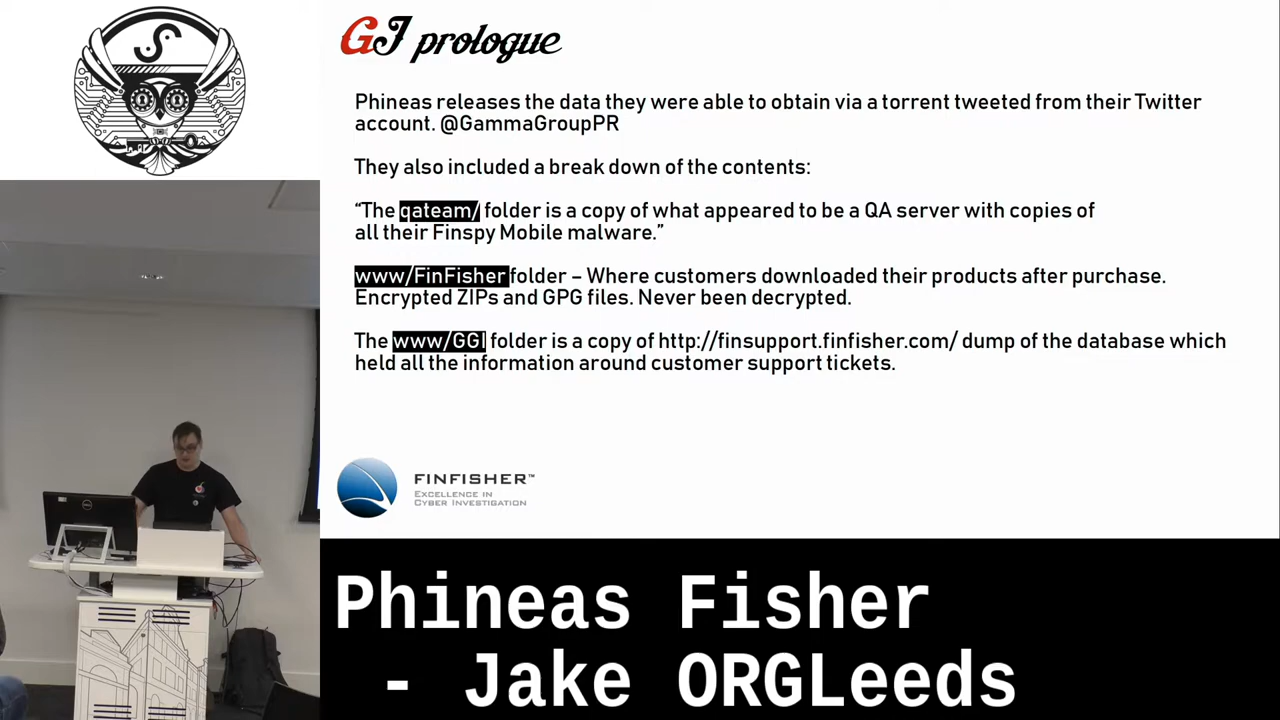 GI prologue
Phineas releases the data they were able to obtain via a torrent tweeted from their Twitter
account. @GammaGroupPR
They also included a break down of the contents:
“The qateam/ folder is a copy of what appeared to be a QA server with copies of
all their Finspy Mobile malware.”
www/FinFisher folder – Where customers downloaded their products after purchase.
Encrypted ZIPs and GPG files. Never been decrypted.
The www/GGI folder is a copy of http://finsupport.finfisher.com/ dump of the database which
held all the information around customer support tickets.
FINFISHER™
EXCELLENCE IN
CYBER INVESTIGATION
Phineas Fisher
- Jake ORGLeeds